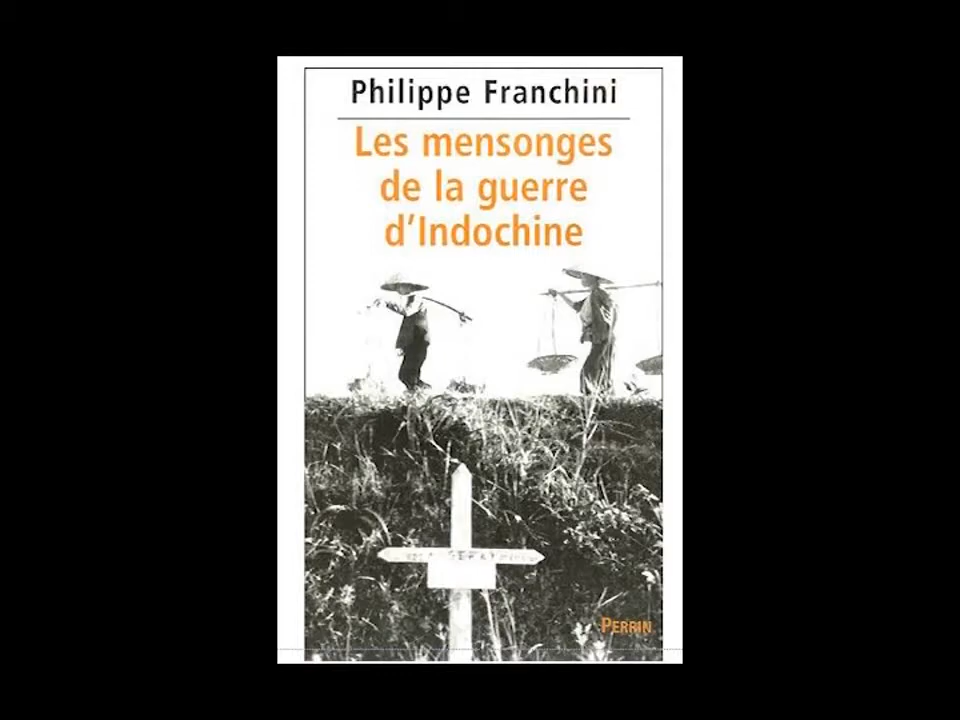 Philippe Franchini
Les mensonges
de la guerre
d'Indochine
PERRIN